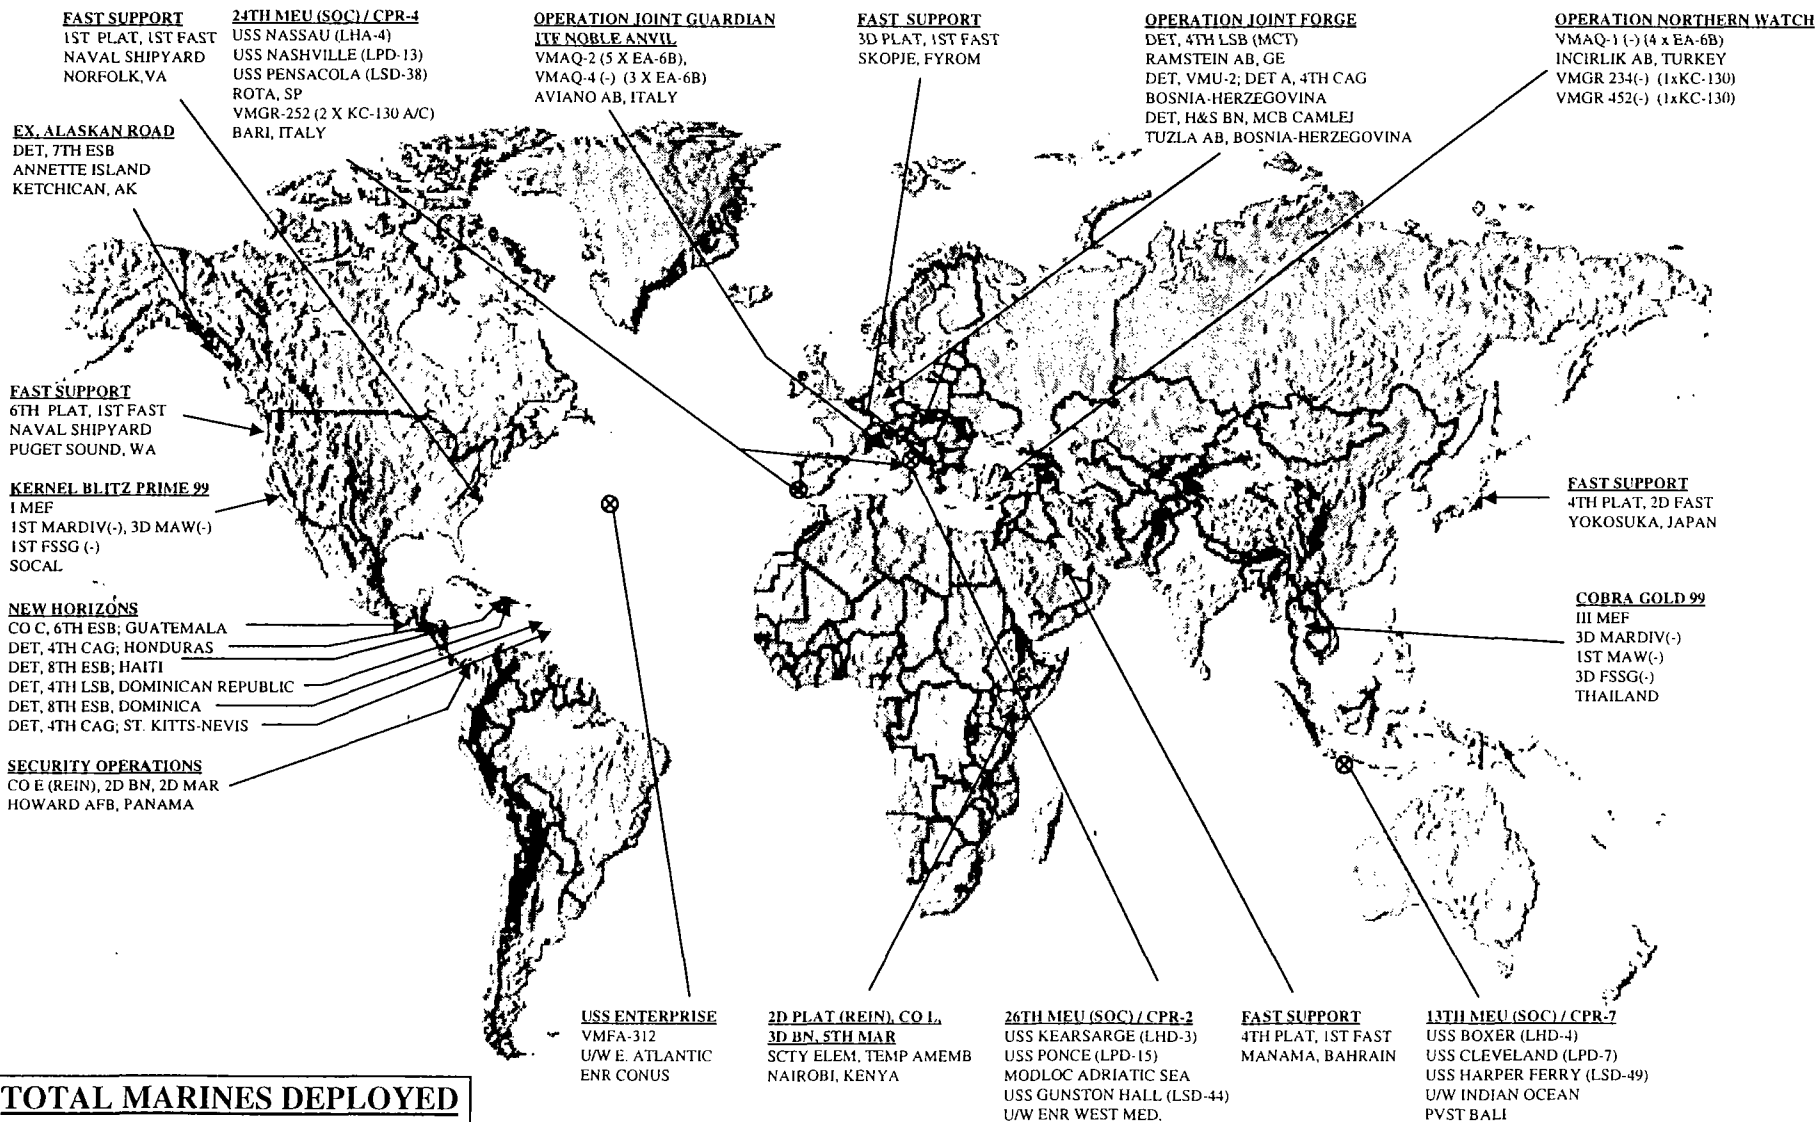 FAST SUPPORT
1ST PLAT, 1ST FAST
NAVAL SHIPYARD
NORFOLK, VA
24TH MEU (SOC) / CPR-4
USS NASSAU (LHA-4)
USS NASHVILLE (LPD-13)
USS PENSACOLA (LSD-38)
ROTA, SP
VMGR-252 (2 X KC-130 A/C)
BARI, ITALY
OPERATION JOINT GUARDIAN
JTF NOBLE ANVIL
VMAQ-2 (5 X EA-6B),
VMAQ-4 (-) (3 X EA-6B)
AVIANO AB, ITALY
FAST SUPPORT
3D PLAT, 1ST FAST
SKOPJE, FYROM
OPERATION JOINT FORGE
DET, 4TH LSB (MCT)
RAMSTEIN AB, GE
DET, VMU-2; DET A, 4TH CAG
BOSNIA-HERZEGOVINA
DET, H&S BN, MCB CAMLEJ
TUZLA AB, BOSNIA-HERZEGOVINA
OPERATION NORTHERN WATCH
VMAQ-1 (-) (4 x EA-6B)
INCIRLIK AB, TURKEY
VMGR 234(-) (1xKC-130)
VMGR 452(-) (1xKC-130)
EX, ALASKAN ROAD
DET, 7TH ESB
ANNETTE ISLAND
KETCHICAN, AK
FAST SUPPORT
6TH PLAT, 1ST FAST
NAVAL SHIPYARD
PUGET SOUND, WA
KERNEL BLITZ PRIME 99
I MEF
1ST MARDIV(-), 3D MAW(-)
1ST FSSG (-)
SOCAL
NEW HORIZONS
CO C, 6TH ESB; GUATEMALA
DET, 4TH CAG; HONDURAS
DET, 8TH ESB; HAITI
DET, 4TH LSB, DOMINICAN REPUBLIC
DET, 8TH ESB, DOMINICA
DET, 4TH CAG; ST. KITTS-NEVIS
SECURITY OPERATIONS
CO E (REIN), 2D BN, 2D MAR
HOWARD AFB, PANAMA
FAST SUPPORT
4TH PLAT, 2D FAST
YOKOSUKA, JAPAN
COBRA GOLD 99
III MEF
3D MARDIV(-)
1ST MAW(-)
3D FSSG(-)
THAILAND
USS ENTERPRISE
VMFA-312
U/W E. ATLANTIC
ENR CONUS
2D PLAT (REIN), CO L,
3D BN, 5TH MAR
SCTY ELEM, TEMP AMEMB
NAIROBI, KENYA
26TH MEU (SOC) / CPR-2
USS KEARSARGE (LHD-3)
USS PONCE (LPD-15)
MODLOC ADRIATIC SEA
USS GUNSTON HALL (LSD-44)
U/W ENR WEST MED.
FAST SUPPORT
4TH PLAT, 1ST FAST
MANAMA, BAHRAIN
13TH MEU (SOC) / CPR-7
USS BOXER (LHD-4)
USS CLEVELAND (LPD-7)
USS HARPER FERRY (LSD-49)
U/W INDIAN OCEAN
PVST BALI
TOTAL MARINES DEPLOYED